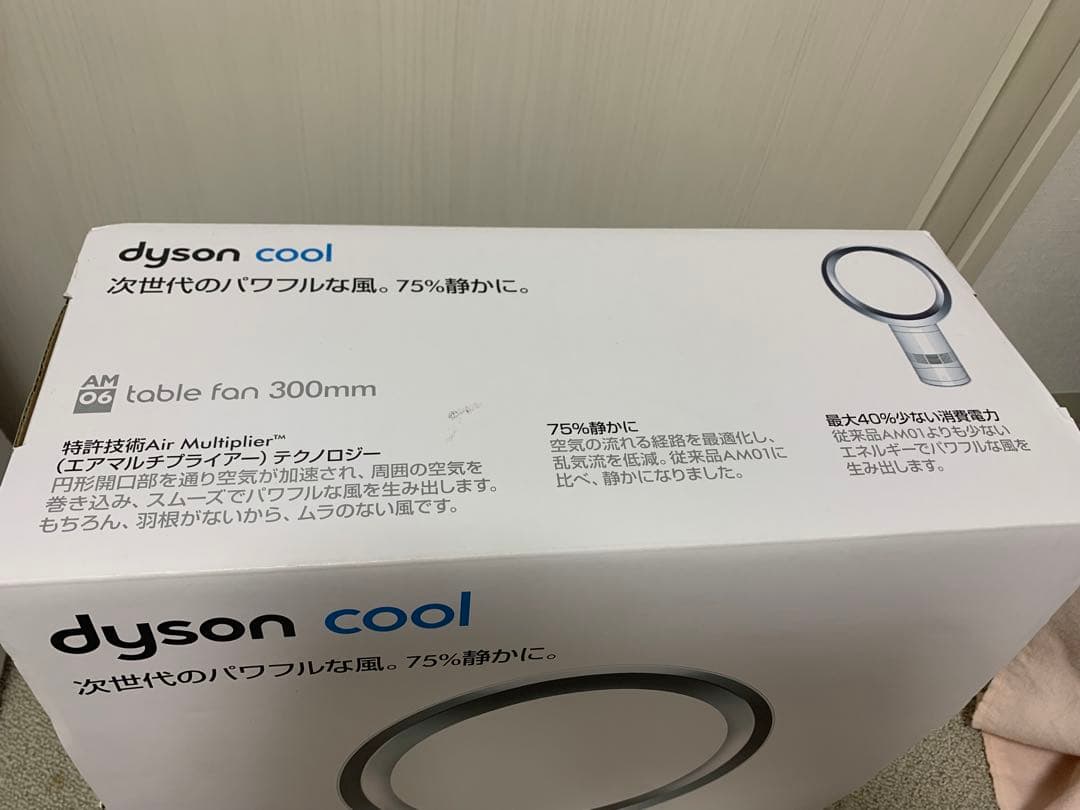 dyson cool
次世代のパワフルな風。75%静かに。
AM
06 table fan 300mm
特許技術Air Multiplier™
（エアマルチプライアー）テクノロジー
円形開口部を通り空気が加速され、周囲の空気を
巻き込み、スムーズでパワフルな風を生み出します。
もちろん、羽根がないから、ムラのない風です。
75%静かに
空気の流れる経路を最適化し、
乱気流を低減。従来品AM01に
比べ、静かになりました。
最大40%少ない消費電力
従来品AM01よりも少ない
エネルギーでパワフルな風を
生み出します。
dyson cool
次世代のパワフルな風。75%静かに。